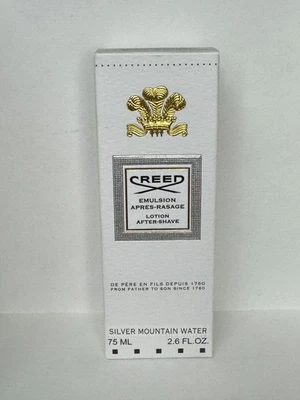 CREED
EMULSION
APRES-RASAGE
LOTION
AFTER-SHAVE
DE PÈRE EN FILS DEPUIS 1760
FROM FATHER TO SON SINCE 1760
SILVER MOUNTAIN WATER
75 ML 2.6 FL.OZ.